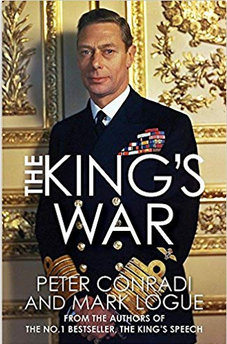 THE KING'S
WAR
PETER CONRADI
AND MARK LOGUE
FROM THE AUTHORS OF
THE NO.1 BESTSELLER, THE KING'S SPEECH